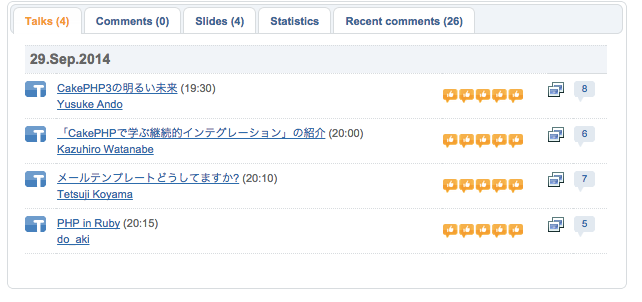 Talks (4) Comments (0) Slides (4) Statistics Recent comments (26)
29.Sep.2014
T CakePHP3の明るい未来 (19:30) 8
Yusuke Ando
T 「CakePHPで学ぶ継続的インテグレーション」の紹介 (20:00) 6
Kazuhiro Watanabe
T メールテンプレートどうしてますか? (20:10) 7
Tetsuji Koyama
T PHP in Ruby (20:15) 5
do_aki